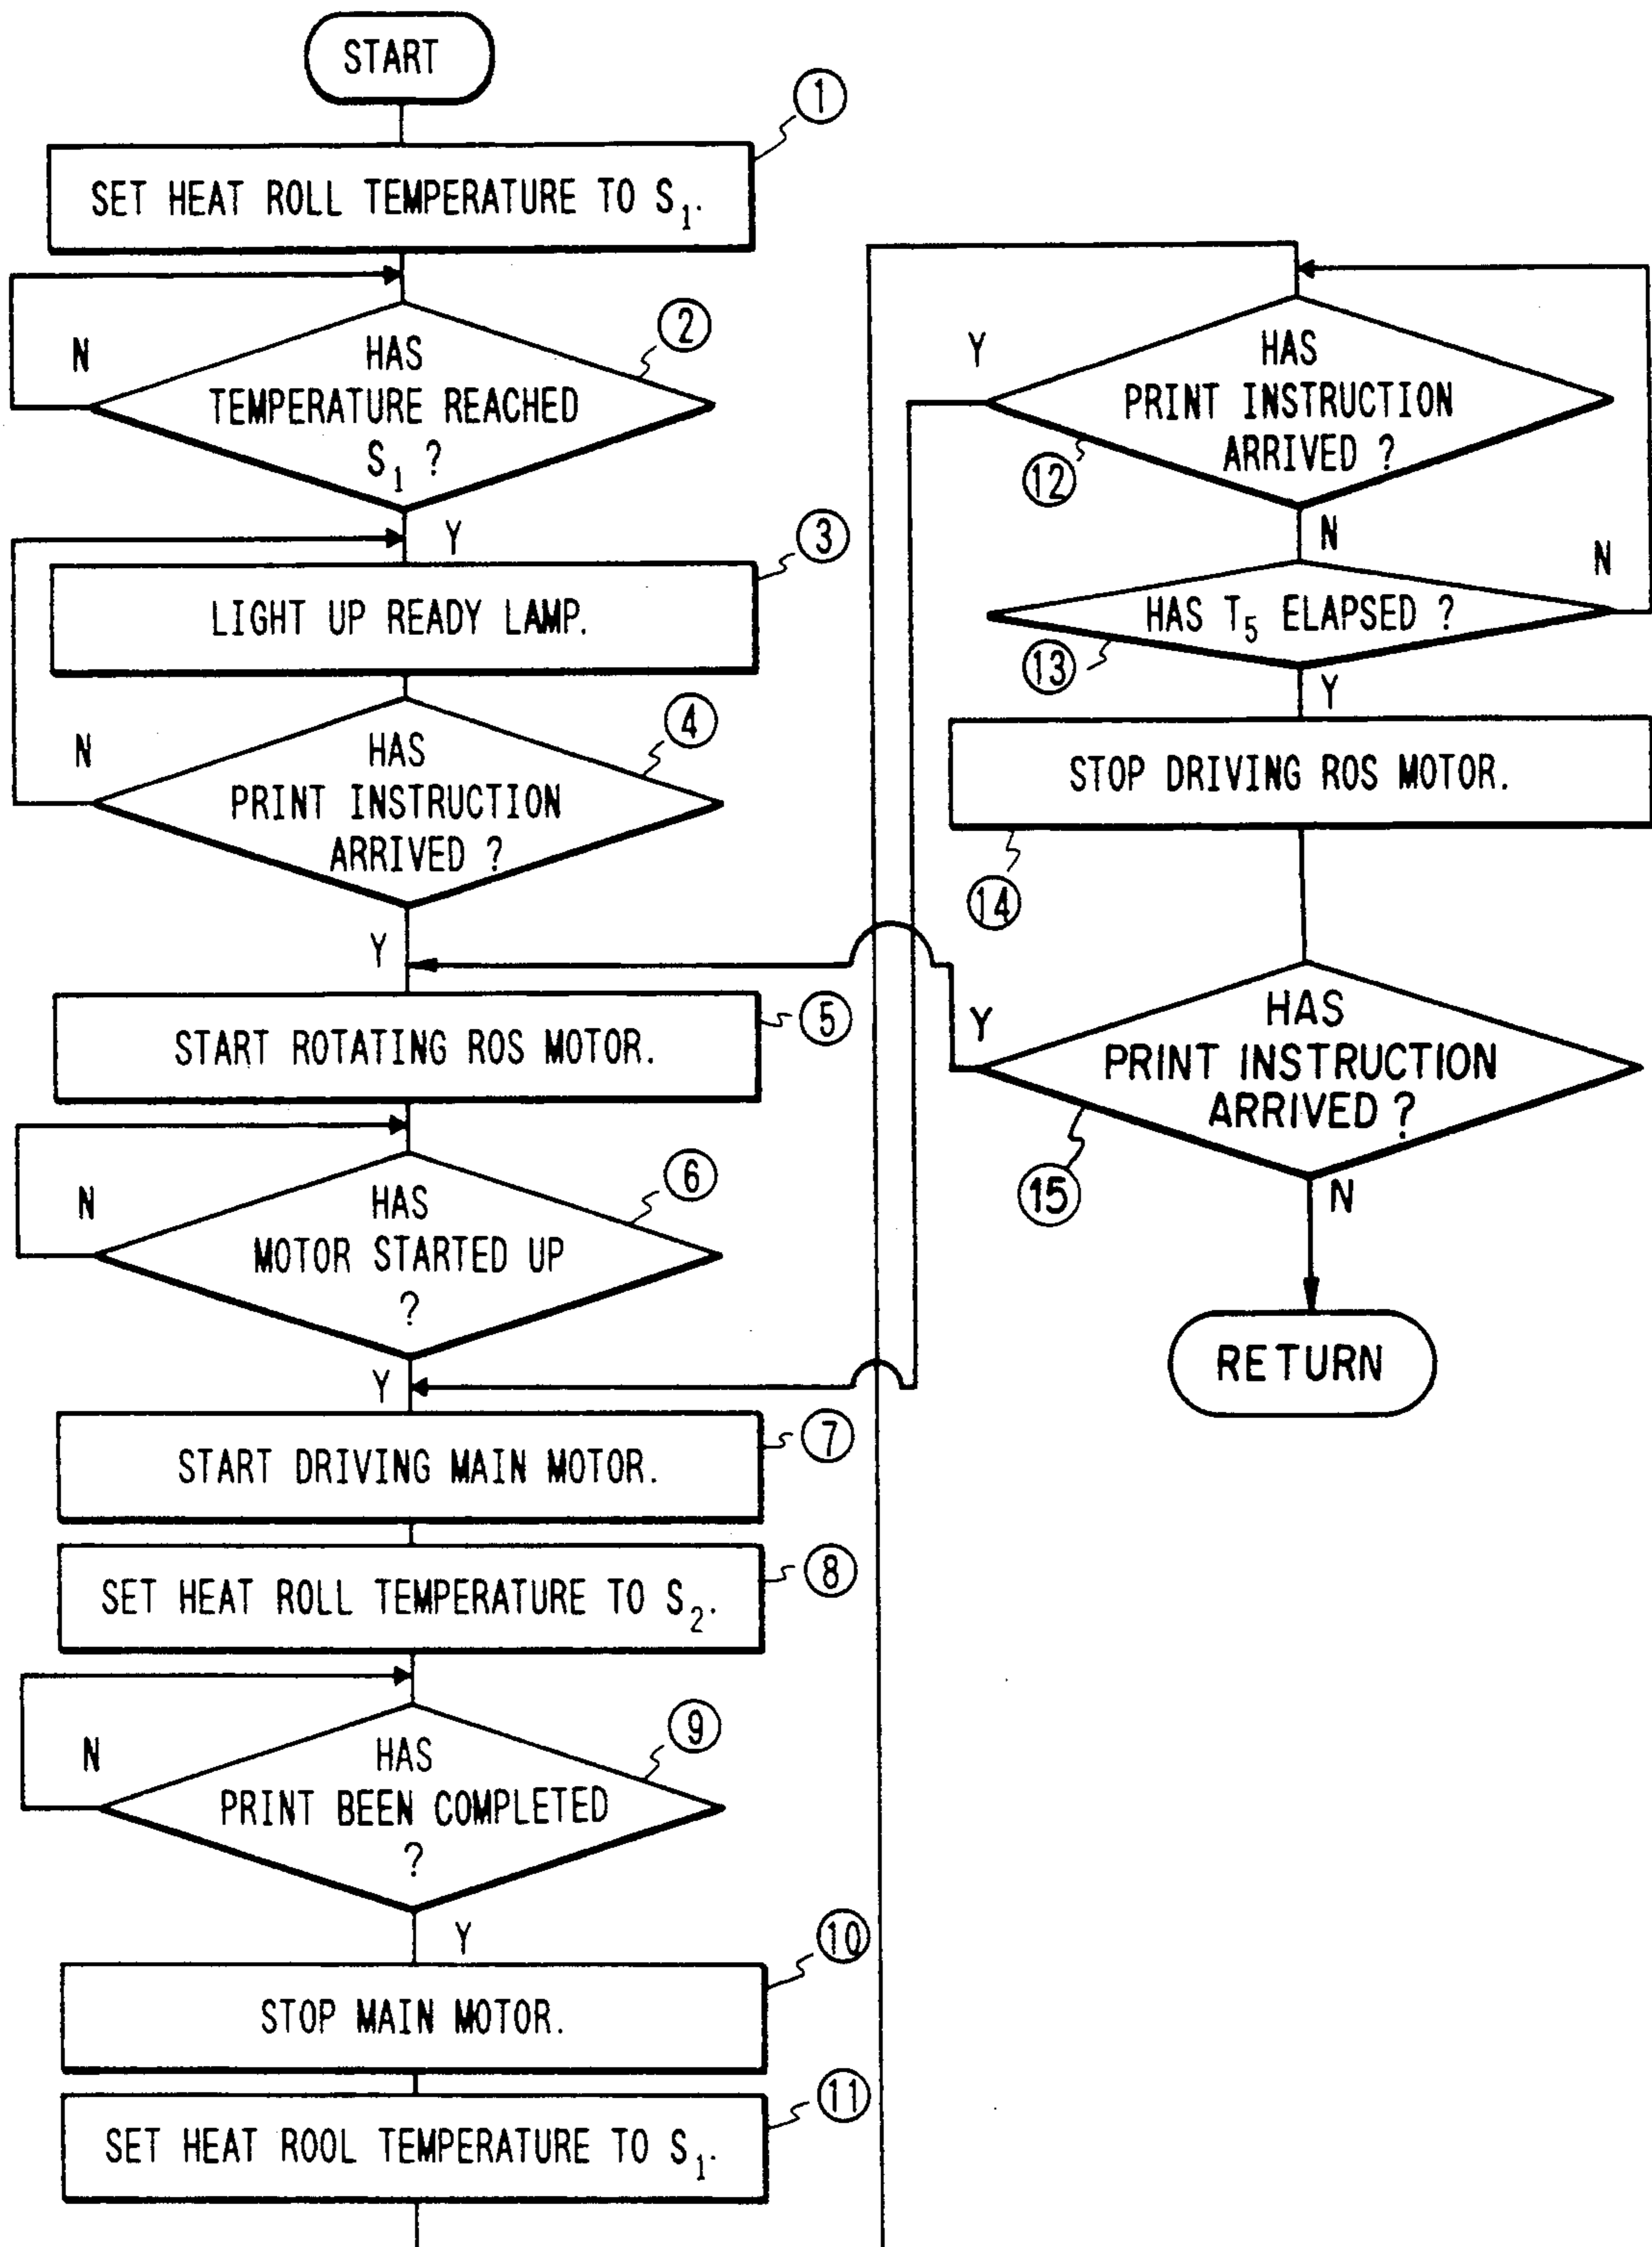 START
1
SET HEAT ROLL TEMPERATURE TO S₁.
2
N
HAS
TEMPERATURE REACHED
S₁ ?
Y
3
LIGHT UP READY LAMP.
4
N
HAS
PRINT INSTRUCTION
ARRIVED ?
Y
5
START ROTATING ROS MOTOR.
6
N
HAS
MOTOR STARTED UP
?
Y
7
START DRIVING MAIN MOTOR.
8
SET HEAT ROLL TEMPERATURE TO S₂.
9
N
HAS
PRINT BEEN COMPLETED
?
Y
10
STOP MAIN MOTOR.
11
SET HEAT ROOL TEMPERATURE TO S₁.
Y
HAS
PRINT INSTRUCTION
ARRIVED ?
12
N
N
HAS T₅ ELAPSED ?
13
Y
STOP DRIVING ROS MOTOR.
14
Y
HAS
PRINT INSTRUCTION
ARRIVED ?
15
N
RETURN